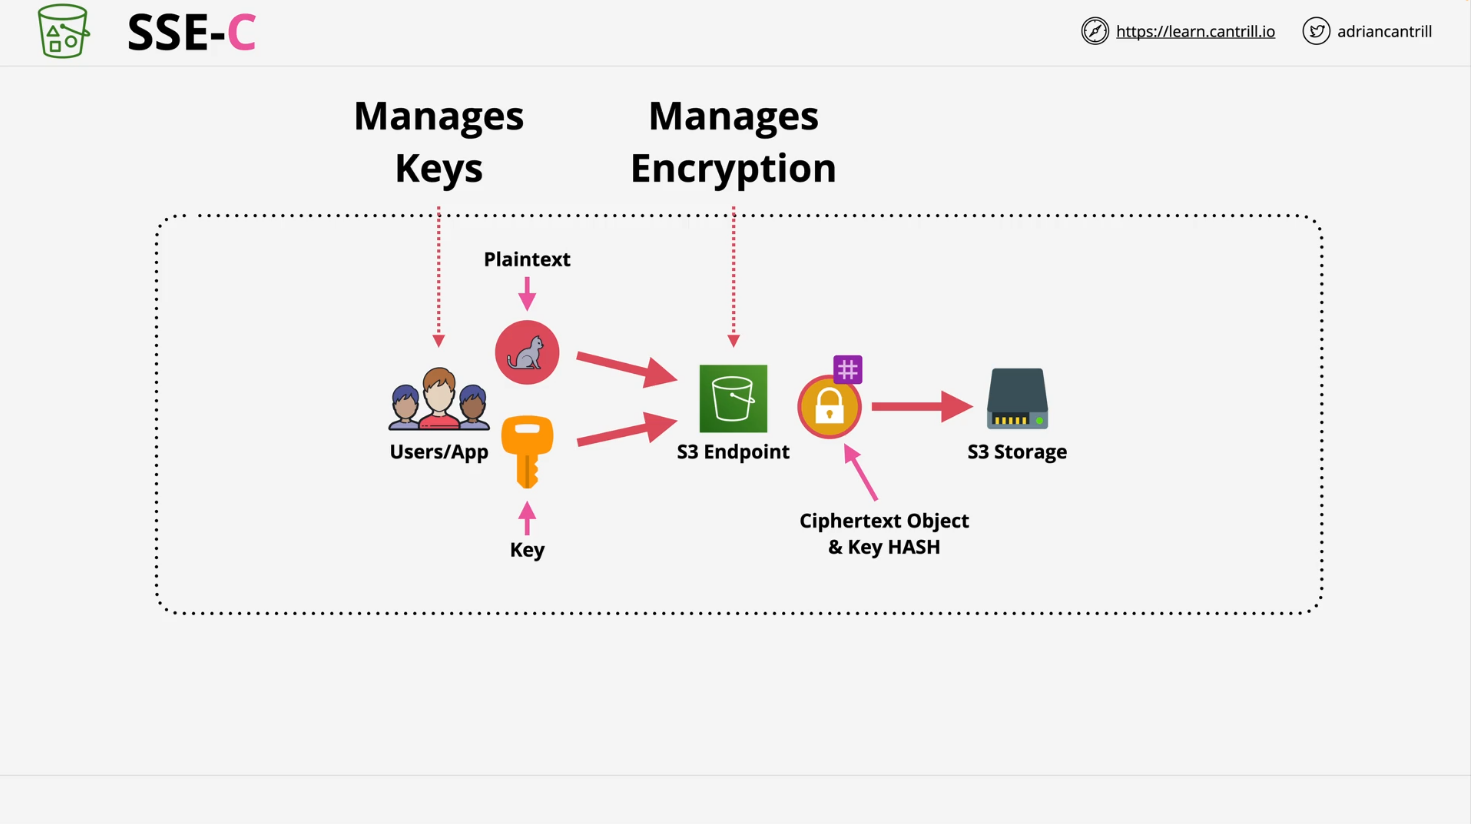 SSE-C
https://learn.cantrill.io
adriancantrill
Manages
Keys
Manages
Encryption
Plaintext
Users/App
S3 Endpoint
#
S3 Storage
Key
Ciphertext Object
& Key HASH